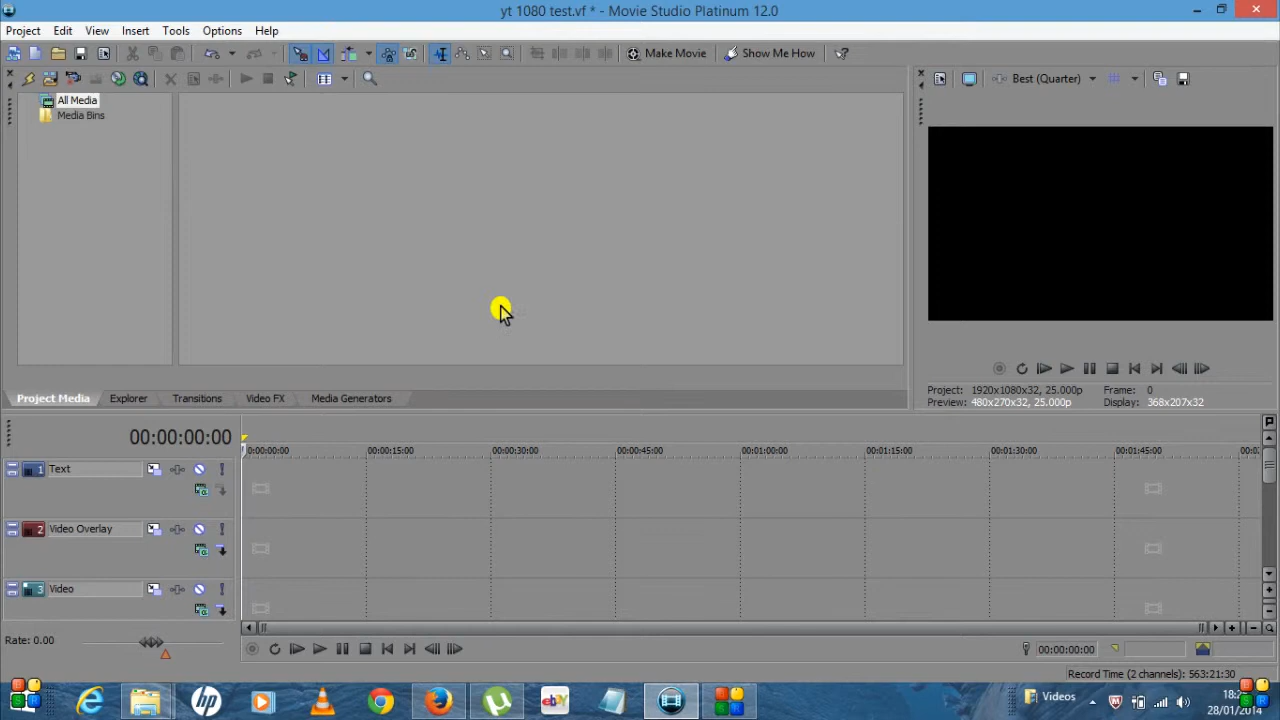 yt 1080 test.vf * - Movie Studio Platinum 12.0
Project Edit View Insert Tools Options Help
Make Movie Show Me How
All Media
Media Bins
Best (Quarter)
Project: 1920x1080x32, 25.000p Frame: 0
Preview: 480x270x32, 25.000p Display: 368x207x32
Project Media Explorer Transitions Video FX Media Generators
00:00:00:00
0:00:00:00 00:00:15:00 00:00:30:00 00:00:45:00 00:01:00:00 00:01:15:00 00:01:30:00 00:01:45:00
1 Text
2 Video Overlay
3 Video
Rate: 0.00
00:00:00:00
Record Time (2 channels): 563:21:30
Videos
28/01/2014